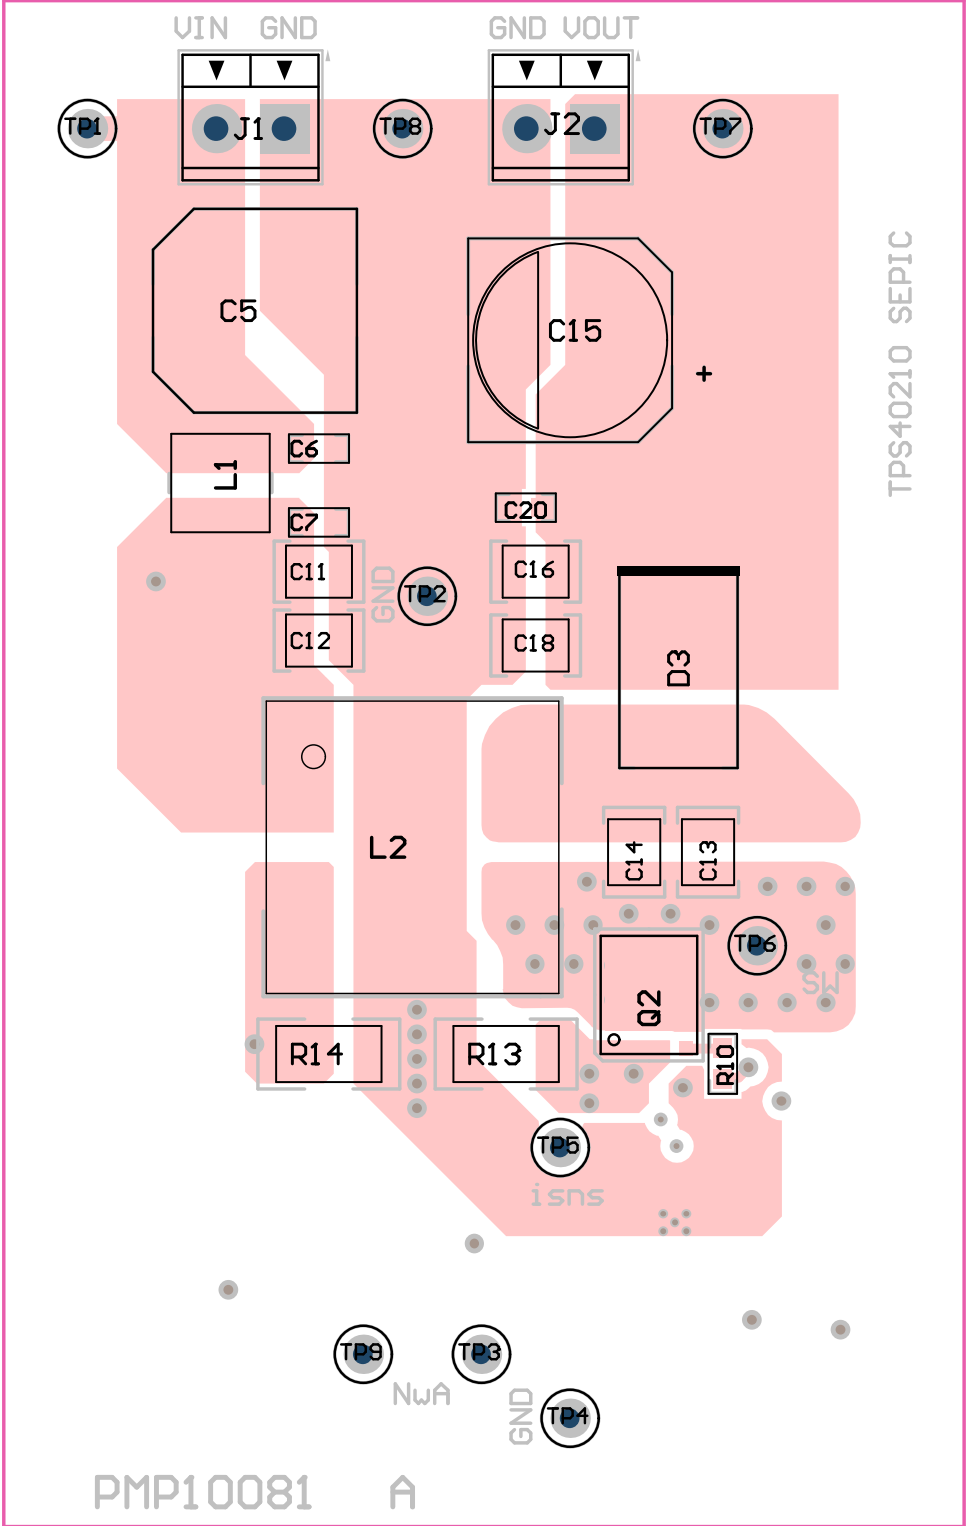 VIN GND
GND VOUT
TP1
J1
TP8
J2
TP7
C5
C15
+
TPS40210 SEPIC
C6
L1
C7
C20
C11
C16
TP2
GND
C12
C18
D3
L2
C14
C13
TP6
SW
Q2
R14
R13
R10
TP5
isns
TP9
TP3
NwA
GND
TP4
PMP10081 A